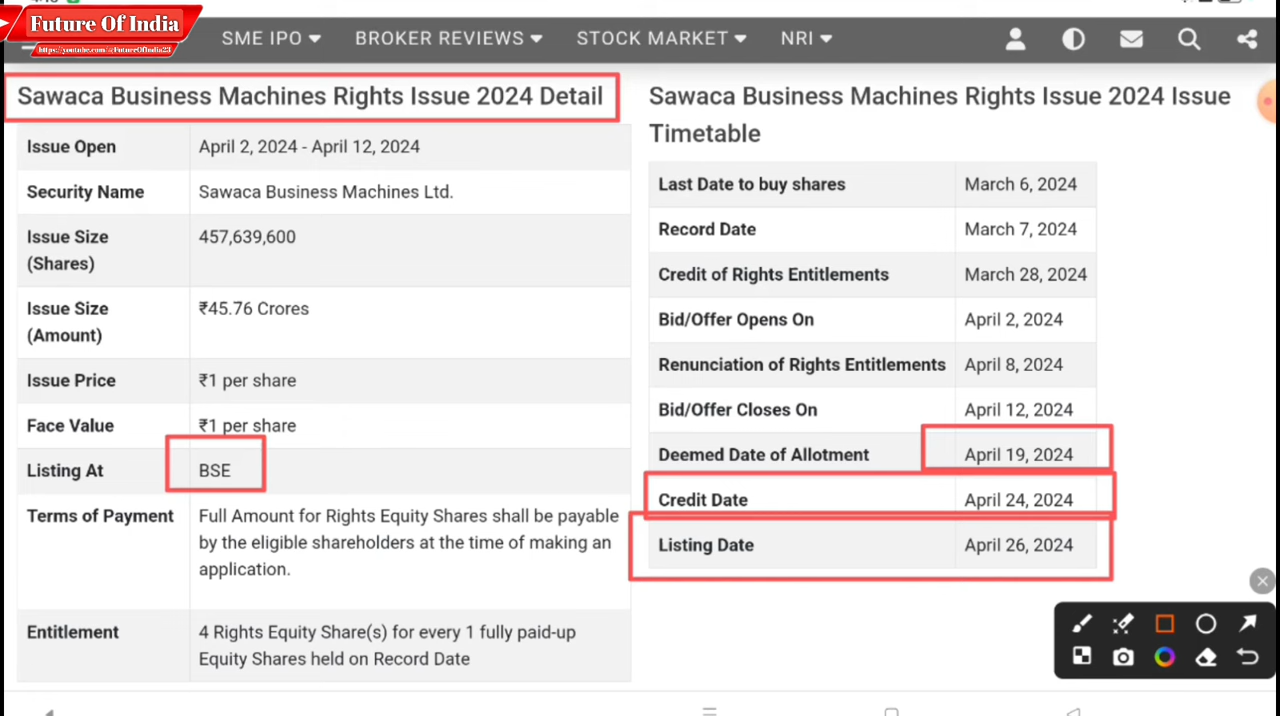 Future Of India
https://youtube.com/@FutureOfIndia23
SME IPO
BROKER REVIEWS
STOCK MARKET
NRI
Sawaca Business Machines Rights Issue 2024 Detail
Issue Open
April 2, 2024 - April 12, 2024
Security Name
Sawaca Business Machines Ltd.
Issue Size
(Shares)
457,639,600
Issue Size
(Amount)
₹45.76 Crores
Issue Price
₹1 per share
Face Value
₹1 per share
Listing At
BSE
Terms of Payment
Full Amount for Rights Equity Shares shall be payable
by the eligible shareholders at the time of making an
application.
Entitlement
4 Rights Equity Share(s) for every 1 fully paid-up
Equity Shares held on Record Date
Sawaca Business Machines Rights Issue 2024 Issue
Timetable
Last Date to buy shares
March 6, 2024
Record Date
March 7, 2024
Credit of Rights Entitlements
March 28, 2024
Bid/Offer Opens On
April 2, 2024
Renunciation of Rights Entitlements
April 8, 2024
Bid/Offer Closes On
April 12, 2024
Deemed Date of Allotment
April 19, 2024
Credit Date
April 24, 2024
Listing Date
April 26, 2024